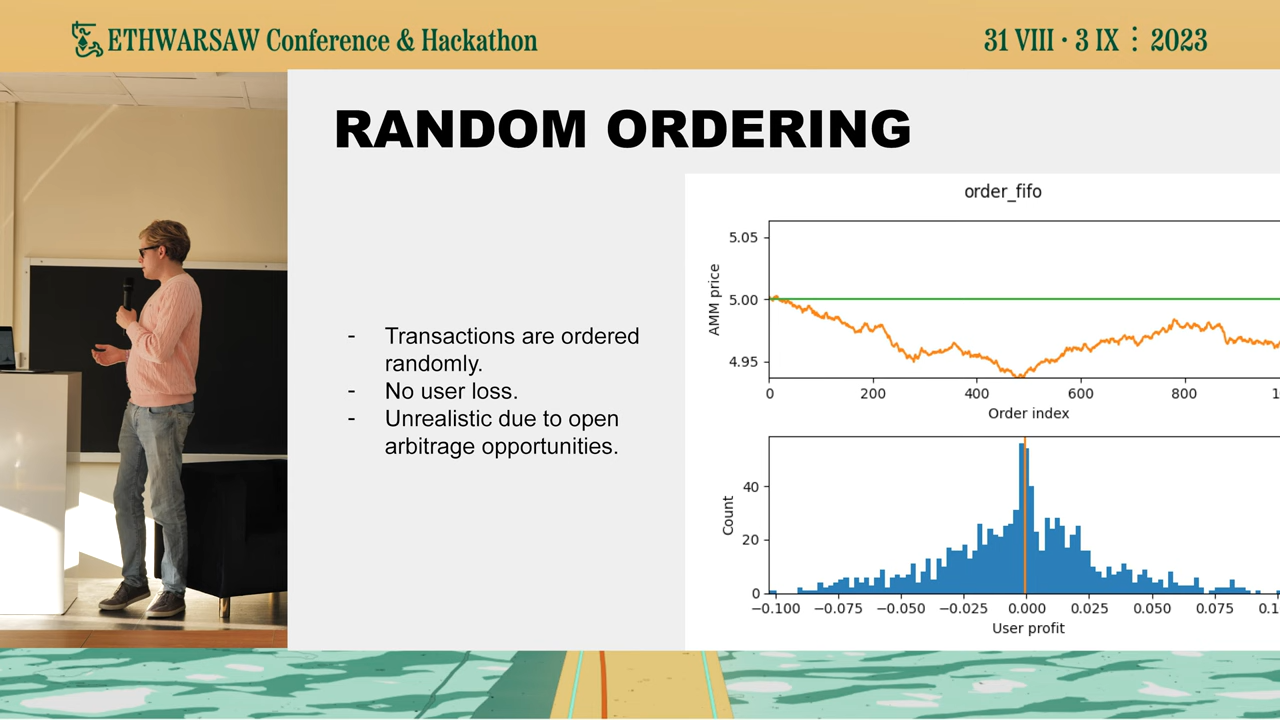 ETHWARSAW Conference & Hackathon
31 VIII · 3 IX ⋮ 2023
RANDOM ORDERING
- Transactions are ordered
randomly.
- No user loss.
- Unrealistic due to open
arbitrage opportunities.
order_fifo
AMM price
5.05
5.00
4.95
0 200 400 600 800
Order index
Count
40
20
0
−0.100 −0.075 −0.050 −0.025 0.000 0.025 0.050 0.075
User profit